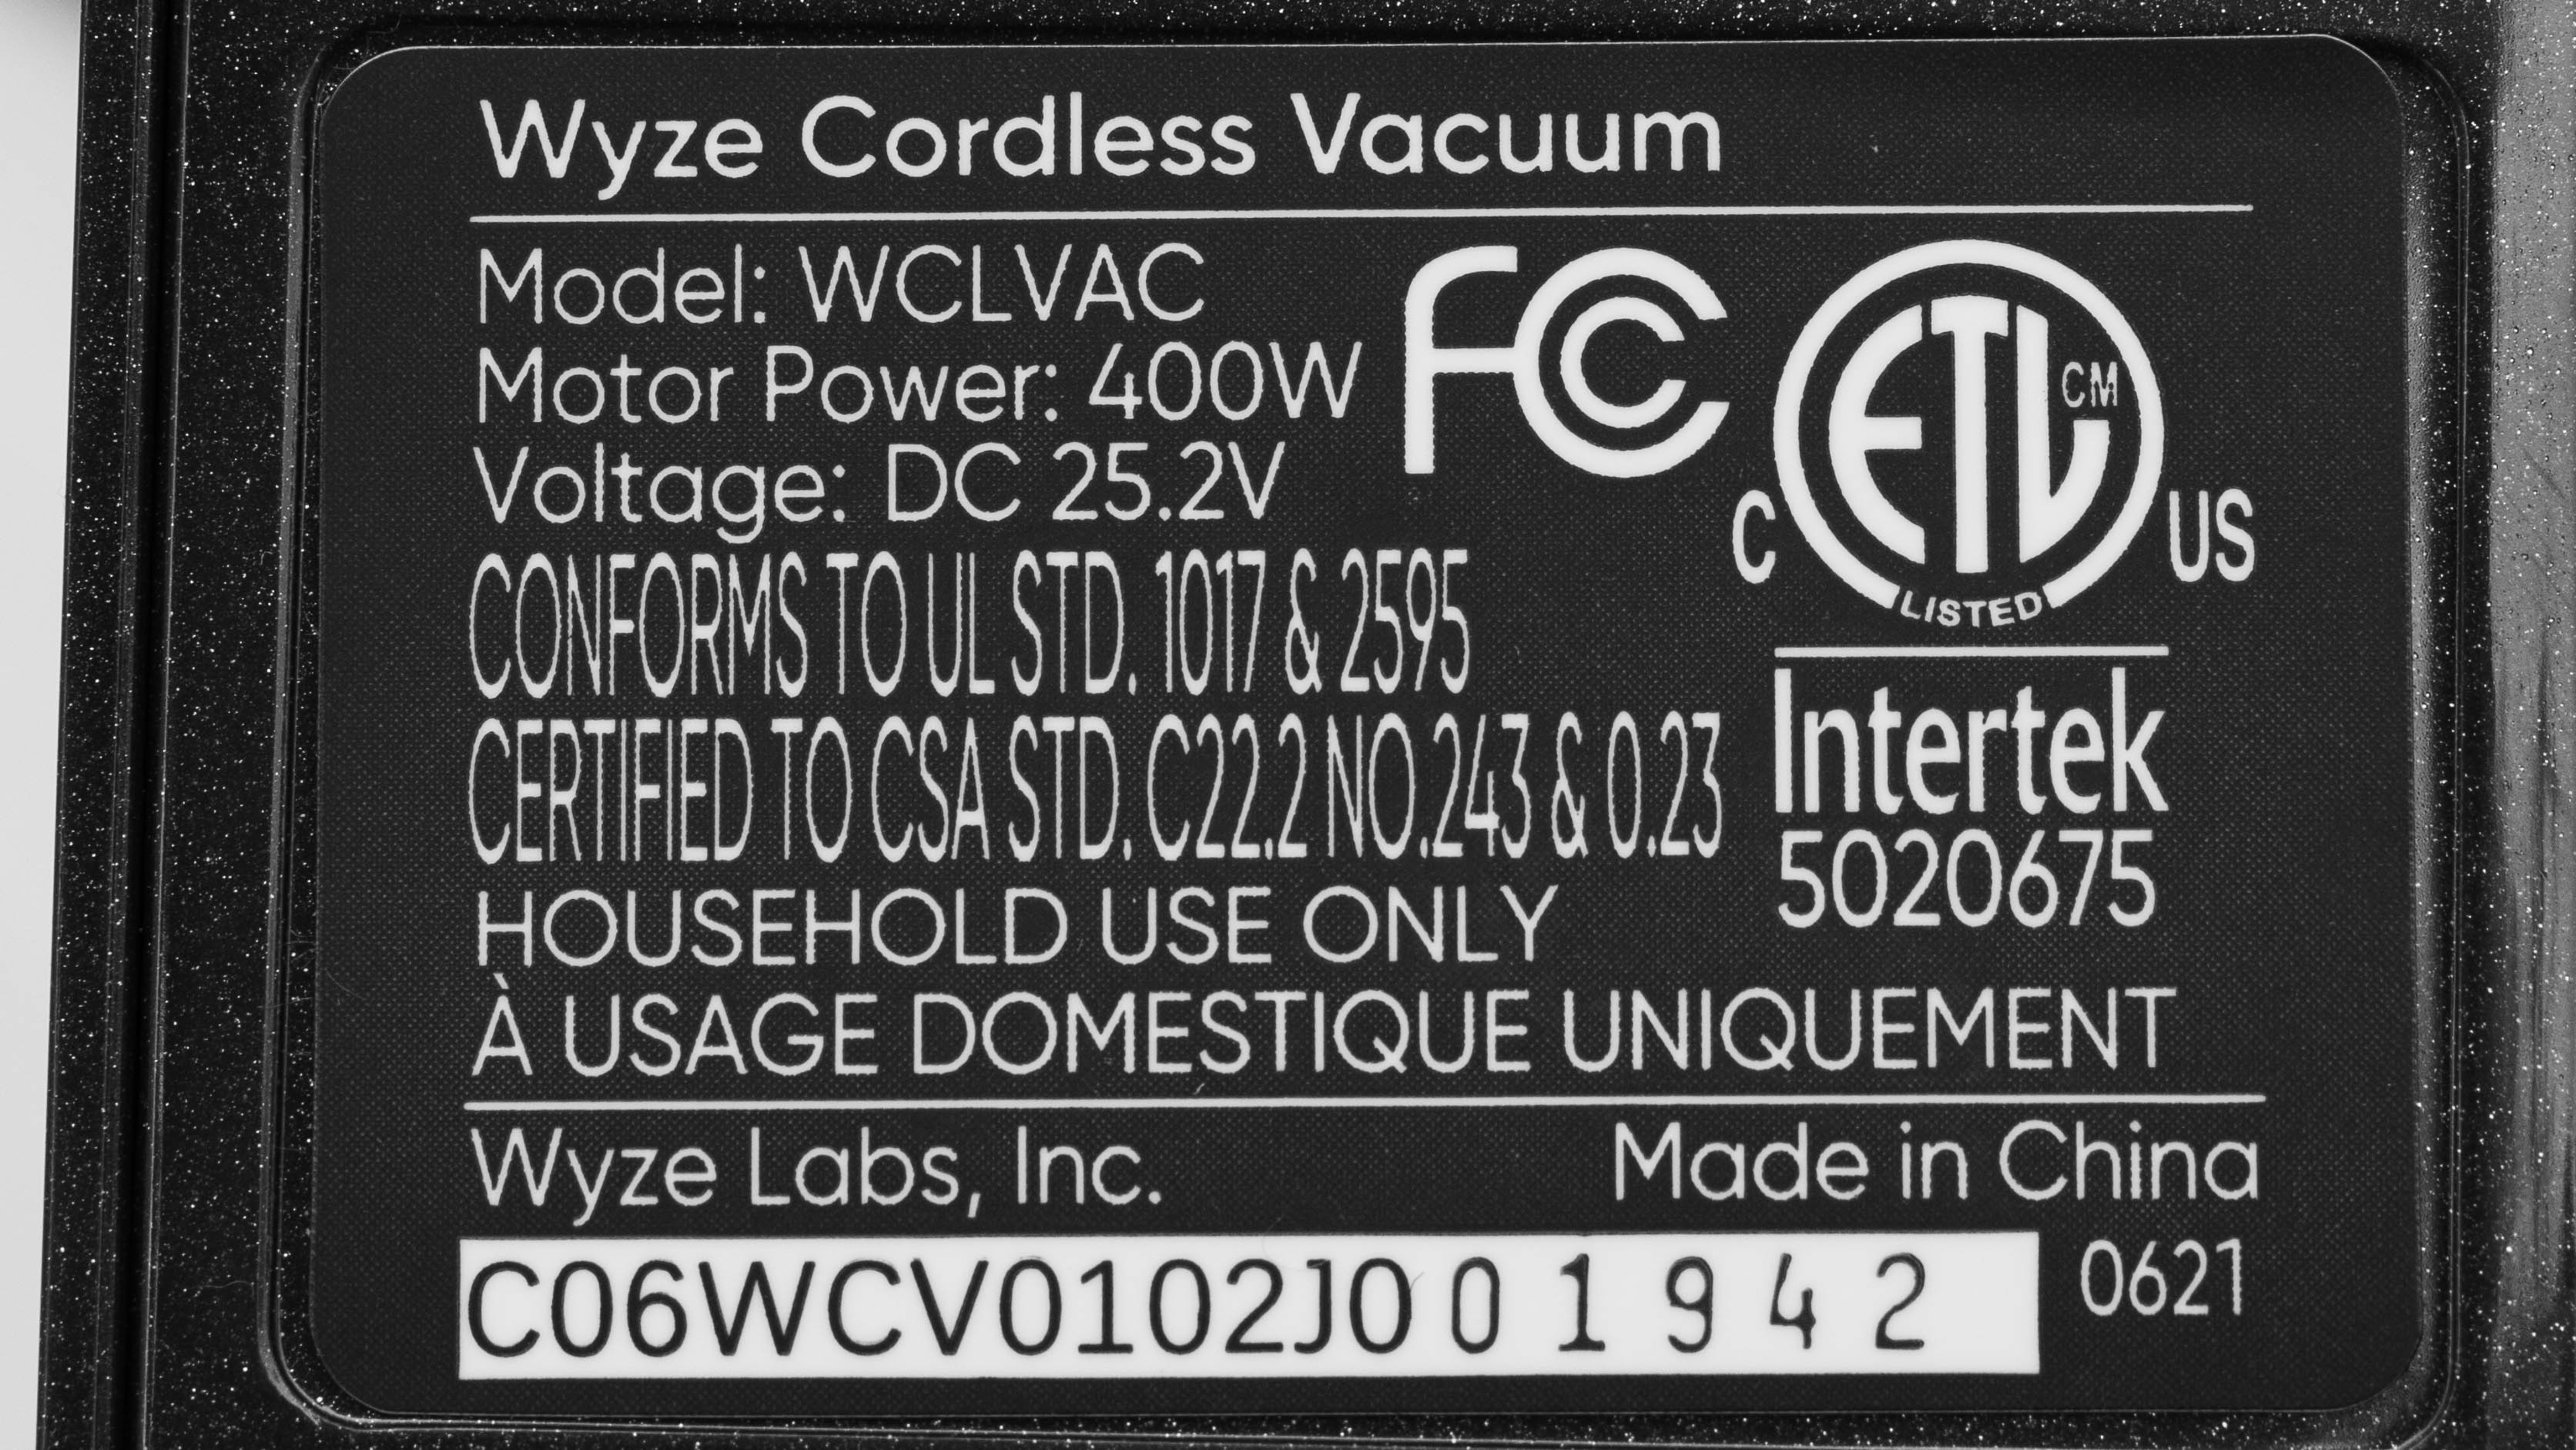 Wyze Cordless Vacuum
Model: WCLVAC
Motor Power: 400W
Voltage: DC 25.2V
FCC
ETL CM
C US
LISTED
CONFORMS TO UL STD. 1017 & 2595
CERTIFIED TO CSA STD. C22.2 NO.243 & 0.23
Intertek
5020675
HOUSEHOLD USE ONLY
À USAGE DOMESTIQUE UNIQUEMENT
Wyze Labs, Inc. Made in China
C06WCV0102J001942 0621